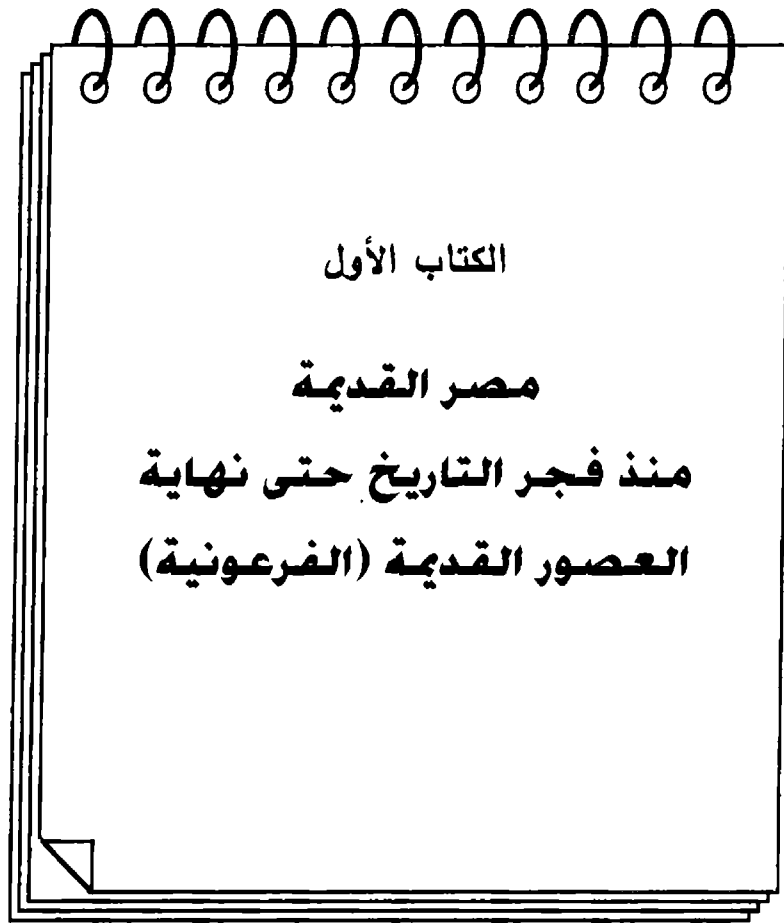 الكتاب الأول
مصر القديمة
منذ فجر التاريخ حتى نهاية
العصور القديمة (الفرعونية)